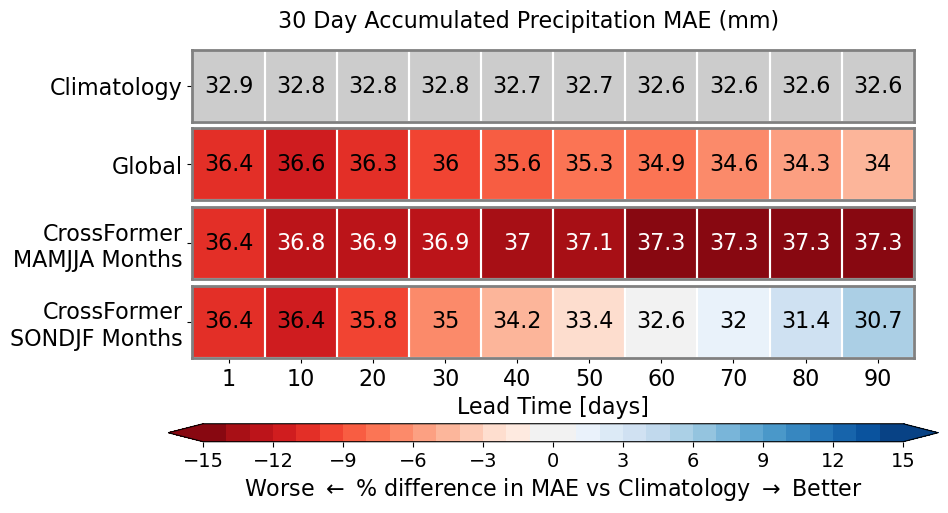 30 Day Accumulated Precipitation MAE (mm)
Climatology 32.9 32.8 32.8 32.8 32.7 32.7 32.6 32.6 32.6 32.6
Global 36.4 36.6 36.3 36 35.6 35.3 34.9 34.6 34.3 34
CrossFormer
MAMJJA Months 36.4 36.8 36.9 36.9 37 37.1 37.3 37.3 37.3 37.3
CrossFormer
SONDJF Months 36.4 36.4 35.8 35 34.2 33.4 32.6 32 31.4 30.7
1 10 20 30 40 50 60 70 80 90
Lead Time [days]
−15 −12 −9 −6 −3 0 3 6 9 12 15
Worse ← % difference in MAE vs Climatology → Better